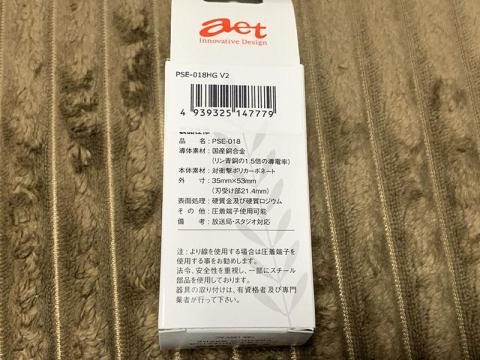 aet
Innovative Design
PSE-018HG V2
4 939325 147779
品 名 : PSE-018
導体素材 : 国産銅合金
(リン青銅の1.5倍の導電率)
本体素材 : 対衝撃ポリカーボネート
外 寸 : 35mm×53mm
(刃受け部21.4mm)
表面処理 : 硬質金及び硬質ロジウム
そ の 他 : 圧着端子使用可能
備 考 : 放送局・スタジオ対応
注 : より線を使用する場合は圧着端子を
使用する事をお勧めします。
法令、安全性を重視し、一部にスチール
部品を使用しております。
器具の取り付けは、有資格者及び専門
業者が行って下さい。